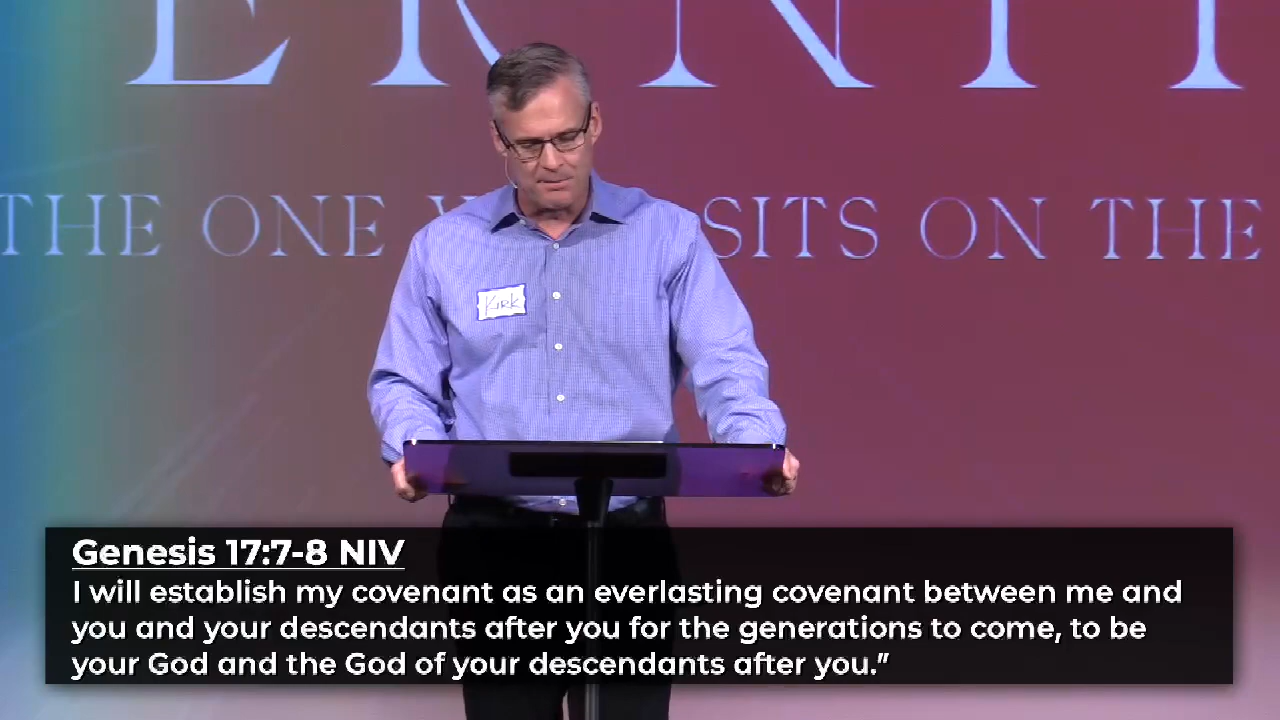 ERNIT
THE ONE W SITS ON THE
KIRK
Genesis 17:7-8 NIV
I will establish my covenant as an everlasting covenant between me and
you and your descendants after you for the generations to come, to be
your God and the God of your descendants after you.”